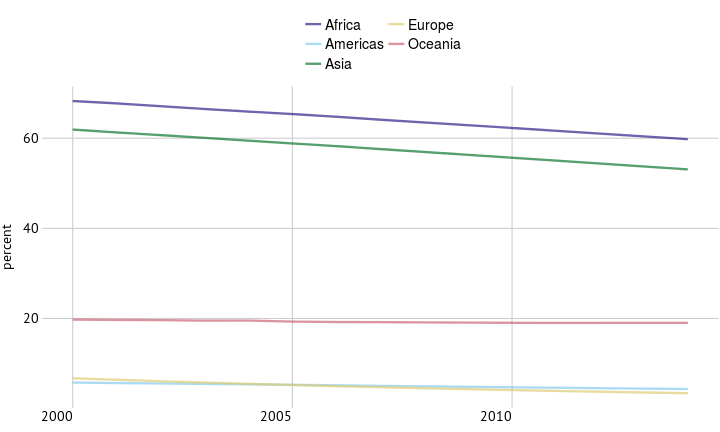 Africa
Americas
Asia
Europe
Oceania
percent
60
40
20
2000
2005
2010